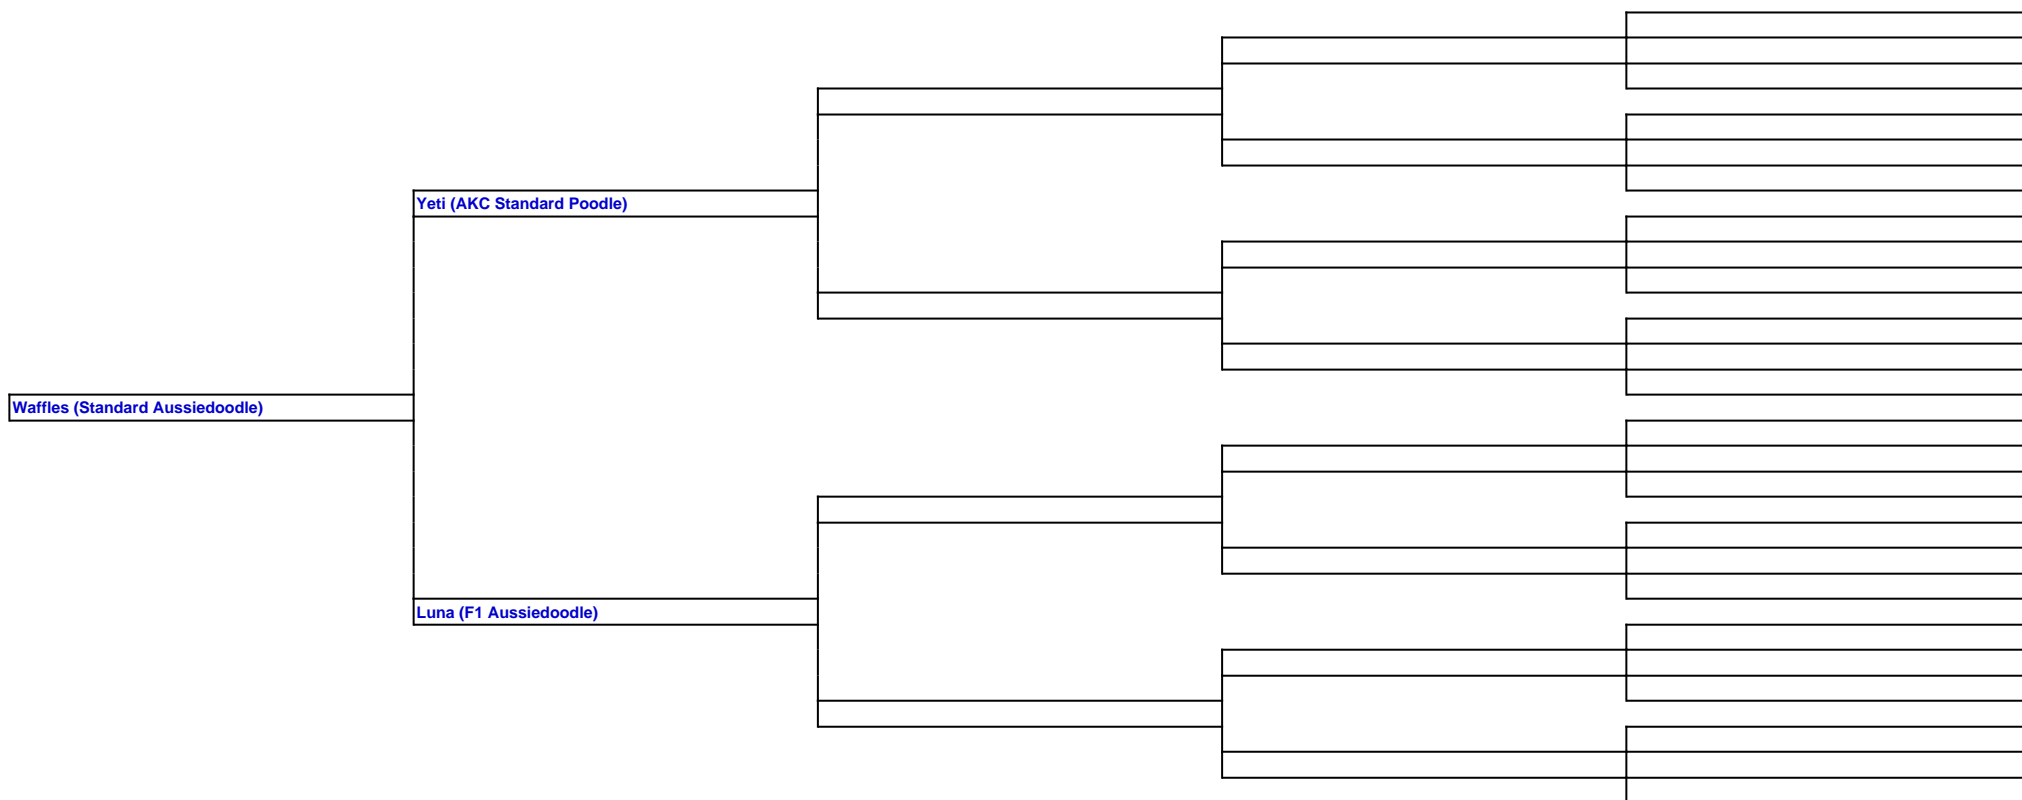 Yeti (AKC Standard Poodle)
Waffles (Standard Aussiedoodle)
Luna (F1 Aussiedoodle)